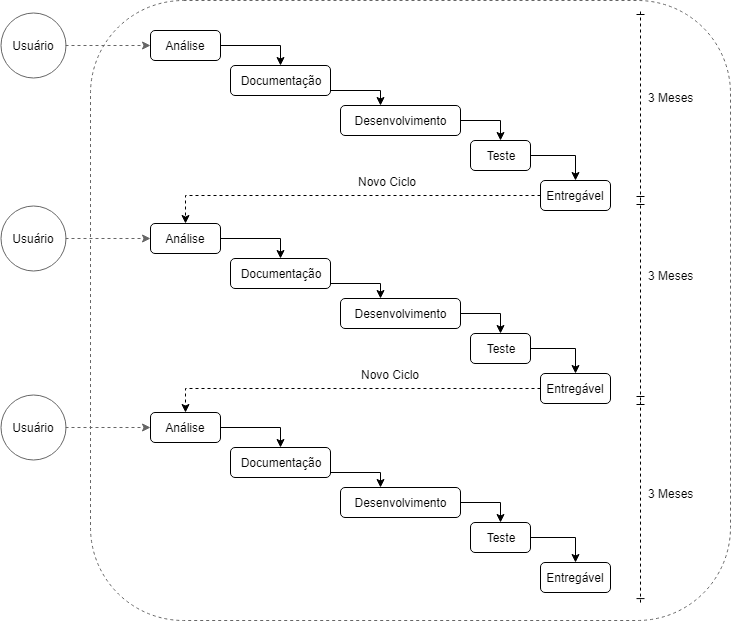 Usuário
Análise
Documentação
3 Meses
Desenvolvimento
Teste
Novo Ciclo
Entregável
Usuário
Análise
Documentação
3 Meses
Desenvolvimento
Teste
Novo Ciclo
Entregável
Usuário
Análise
Documentação
3 Meses
Desenvolvimento
Teste
Entregável